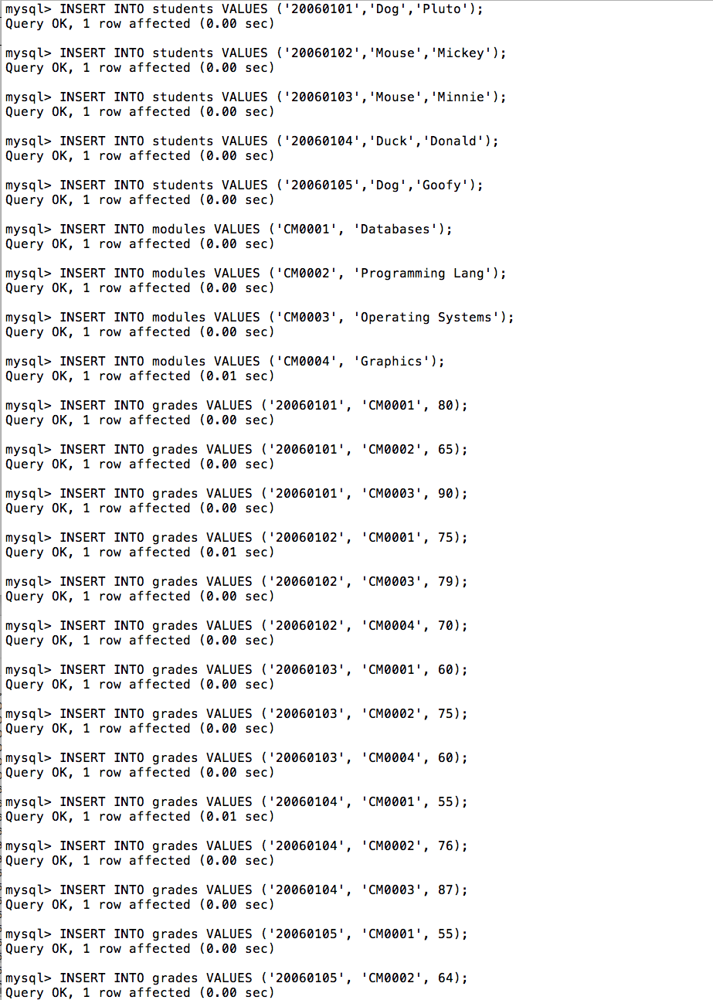 mysql> INSERT INTO students VALUES ('20060101','Dog','Pluto');
Query OK, 1 row affected (0.00 sec)
mysql> INSERT INTO students VALUES ('20060102','Mouse','Mickey');
Query OK, 1 row affected (0.00 sec)
mysql> INSERT INTO students VALUES ('20060103','Mouse','Minnie');
Query OK, 1 row affected (0.00 sec)
mysql> INSERT INTO students VALUES ('20060104','Duck','Donald');
Query OK, 1 row affected (0.00 sec)
mysql> INSERT INTO students VALUES ('20060105','Dog','Goofy');
Query OK, 1 row affected (0.00 sec)
mysql> INSERT INTO modules VALUES ('CM0001', 'Databases');
Query OK, 1 row affected (0.00 sec)
mysql> INSERT INTO modules VALUES ('CM0002', 'Programming Lang');
Query OK, 1 row affected (0.00 sec)
mysql> INSERT INTO modules VALUES ('CM0003', 'Operating Systems');
Query OK, 1 row affected (0.00 sec)
mysql> INSERT INTO modules VALUES ('CM0004', 'Graphics');
Query OK, 1 row affected (0.01 sec)
mysql> INSERT INTO grades VALUES ('20060101', 'CM0001', 80);
Query OK, 1 row affected (0.00 sec)
mysql> INSERT INTO grades VALUES ('20060101', 'CM0002', 65);
Query OK, 1 row affected (0.00 sec)
mysql> INSERT INTO grades VALUES ('20060101', 'CM0003', 90);
Query OK, 1 row affected (0.00 sec)
mysql> INSERT INTO grades VALUES ('20060102', 'CM0001', 75);
Query OK, 1 row affected (0.01 sec)
mysql> INSERT INTO grades VALUES ('20060102', 'CM0003', 79);
Query OK, 1 row affected (0.00 sec)
mysql> INSERT INTO grades VALUES ('20060102', 'CM0004', 70);
Query OK, 1 row affected (0.00 sec)
mysql> INSERT INTO grades VALUES ('20060103', 'CM0001', 60);
Query OK, 1 row affected (0.00 sec)
mysql> INSERT INTO grades VALUES ('20060103', 'CM0002', 75);
Query OK, 1 row affected (0.00 sec)
mysql> INSERT INTO grades VALUES ('20060103', 'CM0004', 60);
Query OK, 1 row affected (0.00 sec)
mysql> INSERT INTO grades VALUES ('20060104', 'CM0001', 55);
Query OK, 1 row affected (0.01 sec)
mysql> INSERT INTO grades VALUES ('20060104', 'CM0002', 76);
Query OK, 1 row affected (0.00 sec)
mysql> INSERT INTO grades VALUES ('20060104', 'CM0003', 87);
Query OK, 1 row affected (0.00 sec)
mysql> INSERT INTO grades VALUES ('20060105', 'CM0001', 55);
Query OK, 1 row affected (0.00 sec)
mysql> INSERT INTO grades VALUES ('20060105', 'CM0002', 64);
Query OK, 1 row affected (0.00 sec)